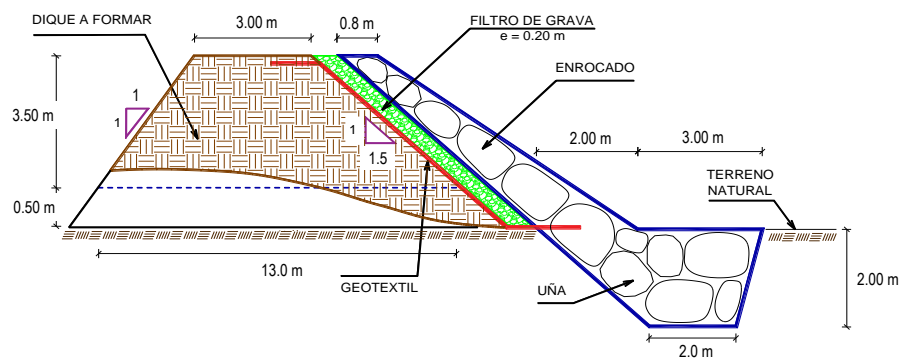 DIQUE A FORMAR
3.00 m
0.8 m
FILTRO DE GRAVA
e = 0.20 m
ENROCADO
1
1
3.50 m
1
1.5
2.00 m
3.00 m
TERRENO
NATURAL
0.50 m
13.0 m
GEOTEXTIL
UÑA
2.00 m
2.0 m